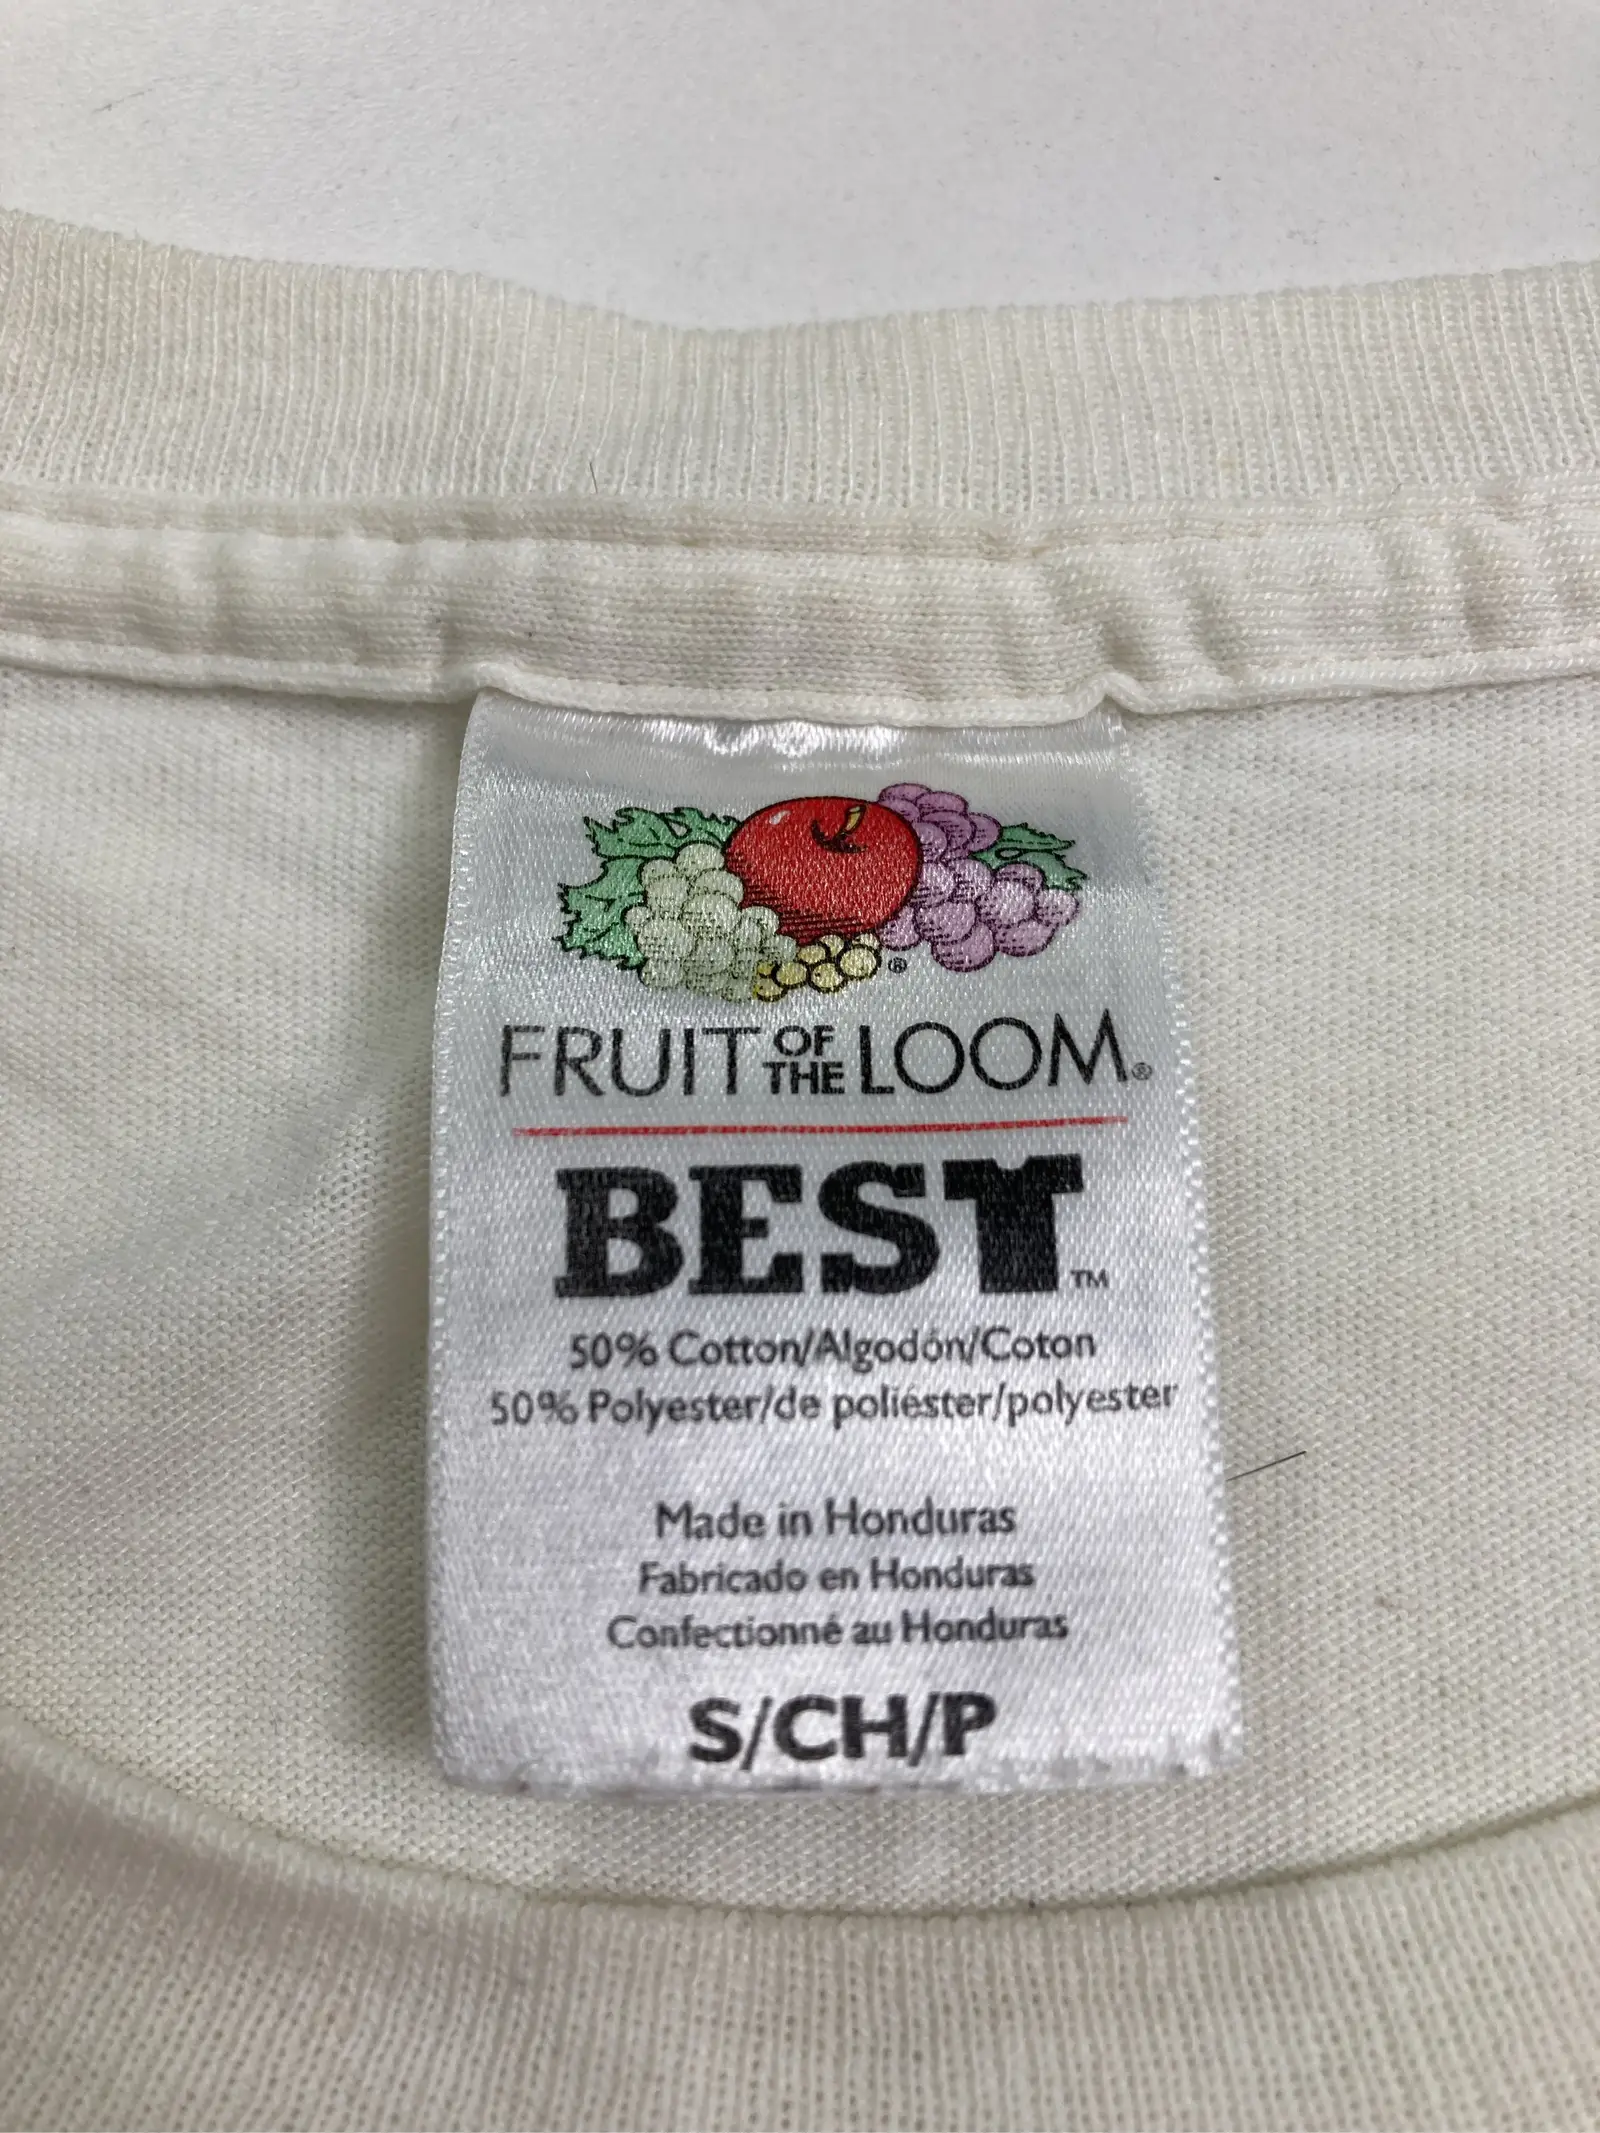 ®
FRUIT OF THE LOOM®
BEST™
50% Cotton/Algodón/Coton
50% Polyester/de poliéster/polyester
Made in Honduras
Fabricado en Honduras
Confectionné au Honduras
S/CH/P